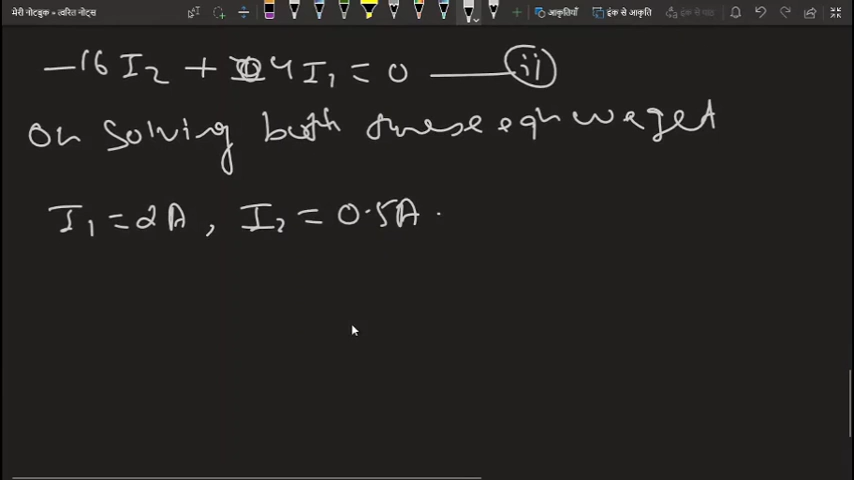 मेरी नोटबुक – त्वरित नोट्स
आकृतियाँ इंक से आकृति इंक से पाठ
-16 I₂ + 4 I₁ = 0 —— (ii)
on solving both these eqn we get
I₁ = 2A , I₂ = 0.5A .